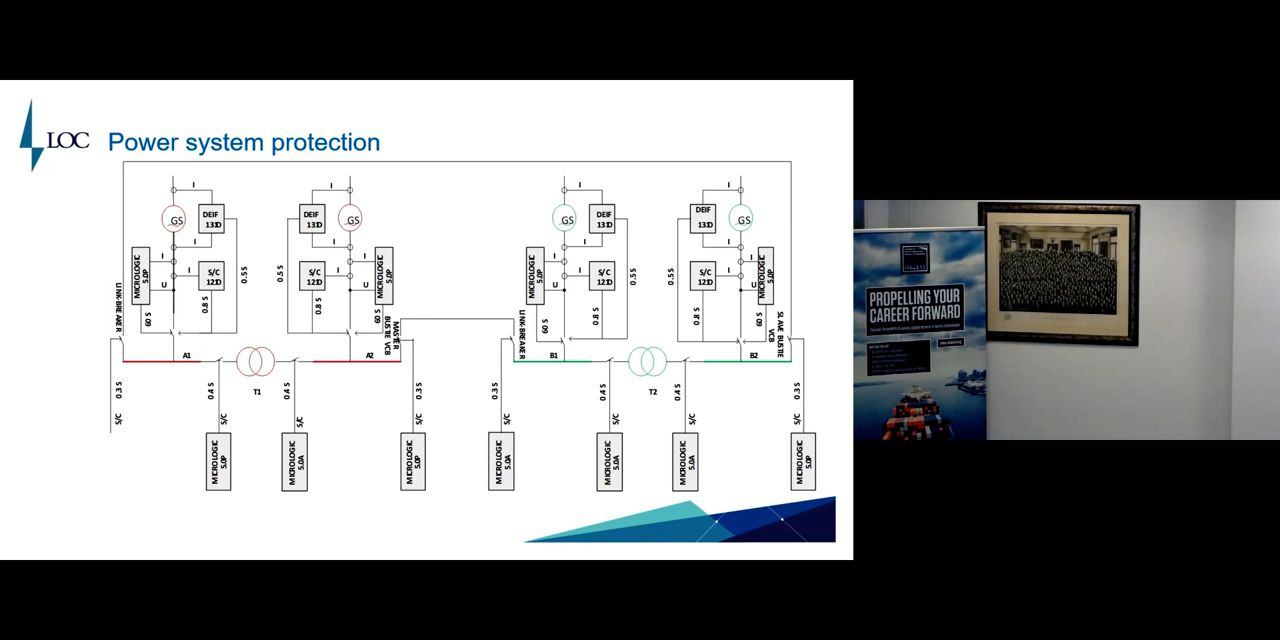 LOC
Power system protection
I
I
I
I
GS
DEIF
131D
DEIF
131D
GS
GS
DEIF
131D
DEIF
131D
GS
I
I
I
I
MICROLOGIC
5.0P
I
I
S/C
121D
0.5 S
0.5 S
S/C
121D
I
I
MICROLOGIC
5.0P
MICROLOGIC
5.0P
I
I
S/C
121D
0.5 S
0.5 S
S/C
121D
I
I
MICROLOGIC
5.0P
U
U
U
U
LINK-BREAKER
60 S
0.8 S
0.8 S
60 S
MASTER
BUSTIE VCB
LINK-BREAKER
60 S
0.8 S
0.8 S
60 S
SLAVE BUSTIE
VCB
A1
A2
B1
B2
T1
T2
0.3 S
0.4 S
0.4 S
0.3 S
0.3 S
0.4 S
0.4 S
0.3 S
S/C
S/C
S/C
S/C
S/C
S/C
S/C
S/C
MICROLOGIC
5.0P
MICROLOGIC
5.0A
MICROLOGIC
5.0P
MICROLOGIC
5.0P
MICROLOGIC
5.0A
MICROLOGIC
5.0A
MICROLOGIC
5.0P
PROPELLING YOUR
CAREER FORWARD